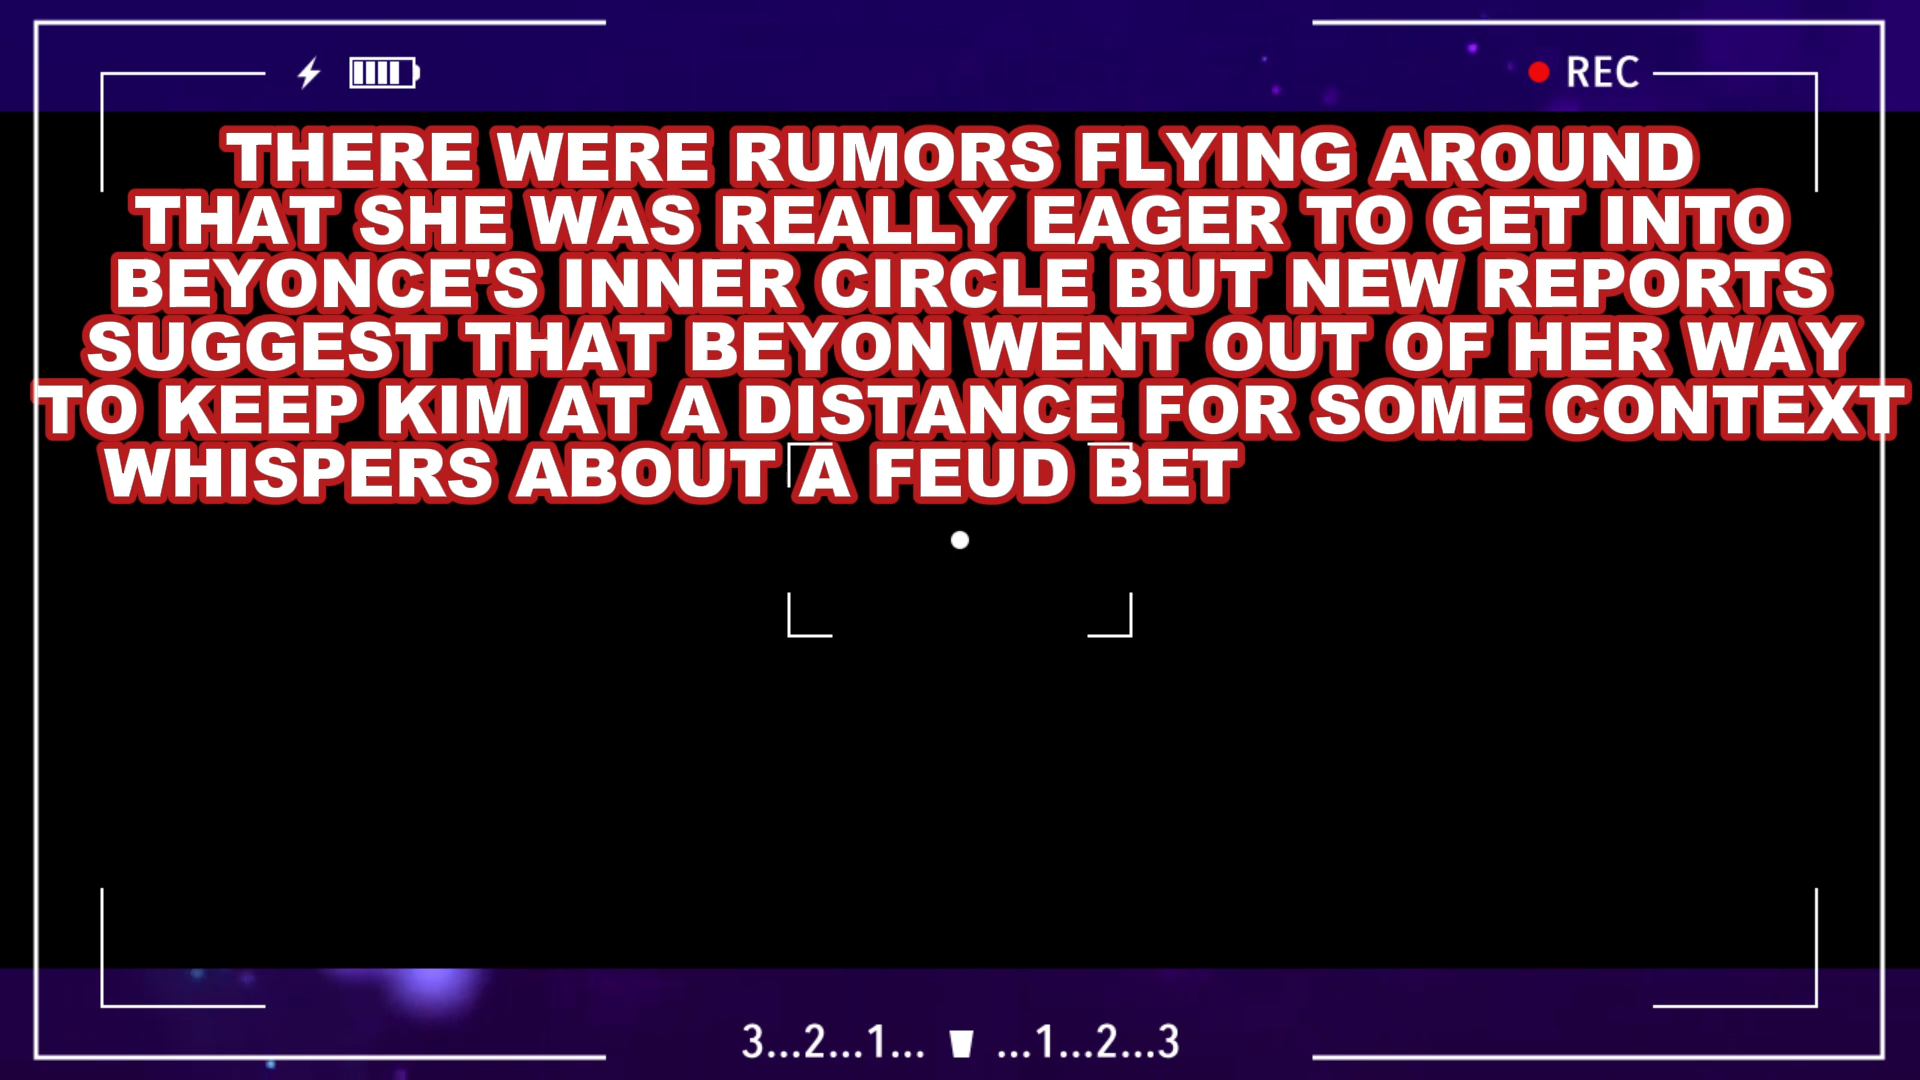 REC
THERE WERE RUMORS FLYING AROUND
THAT SHE WAS REALLY EAGER TO GET INTO
BEYONCE'S INNER CIRCLE BUT NEW REPORTS
SUGGEST THAT BEYON WENT OUT OF HER WAY
TO KEEP KIM AT A DISTANCE FOR SOME CONTEXT
WHISPERS ABOUT A FEUD BET
3...2...1... ...1...2...3